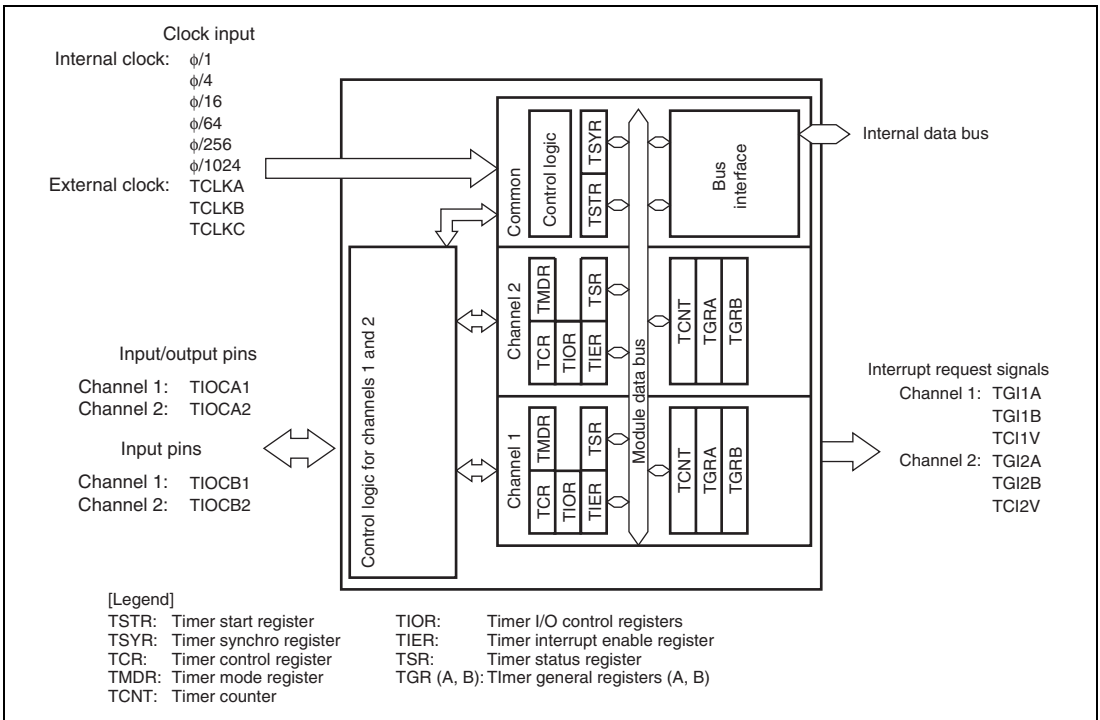 Clock input
Internal clock: ϕ/1
ϕ/4
ϕ/16
ϕ/64
ϕ/256
ϕ/1024
External clock: TCLKA
TCLKB
TCLKC
Input/output pins
Channel 1: TIOCA1
Channel 2: TIOCA2
Input pins
Channel 1: TIOCB1
Channel 2: TIOCB2
Control logic for channels 1 and 2
Common
Control logic
TSTR TSYR
Bus
interface
Channel 2
TCR TMDR
TIOR
TIER TSR
TCNT
TGRA
TGRB
Channel 1
TCR TMDR
TIOR
TIER TSR
TCNT
TGRA
TGRB
Module data bus
Internal data bus
Interrupt request signals
Channel 1: TGI1A
TGI1B
TCI1V
Channel 2: TGI2A
TGI2B
TCI2V
[Legend]
TSTR: Timer start register
TSYR: Timer synchro register
TCR: Timer control register
TMDR: Timer mode register
TCNT: Timer counter
TIOR: Timer I/O control registers
TIER: Timer interrupt enable register
TSR: Timer status register
TGR (A, B): TImer general registers (A, B)